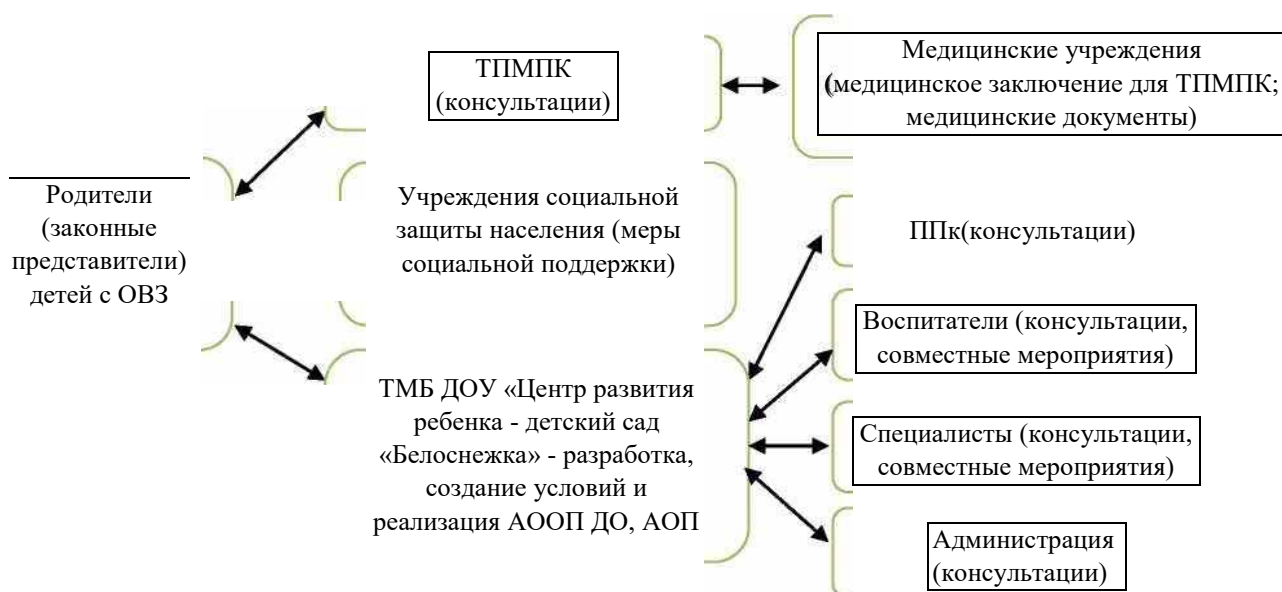 Родители
(законные
представители)
детей с ОВЗ
ТПМПК
(консультации)
Учреждения социальной
защиты населения (меры
социальной поддержки)
ТМБ ДОУ «Центр развития
ребенка - детский сад
«Белоснежка» - разработка,
создание условий и
реализация АООП ДО, АОП
Медицинские учреждения
(медицинское заключение для ТПМПК;
медицинские документы)
ППк(консультации)
Воспитатели (консультации,
совместные мероприятия)
Специалисты (консультации,
совместные мероприятия)
Администрация
(консультации)